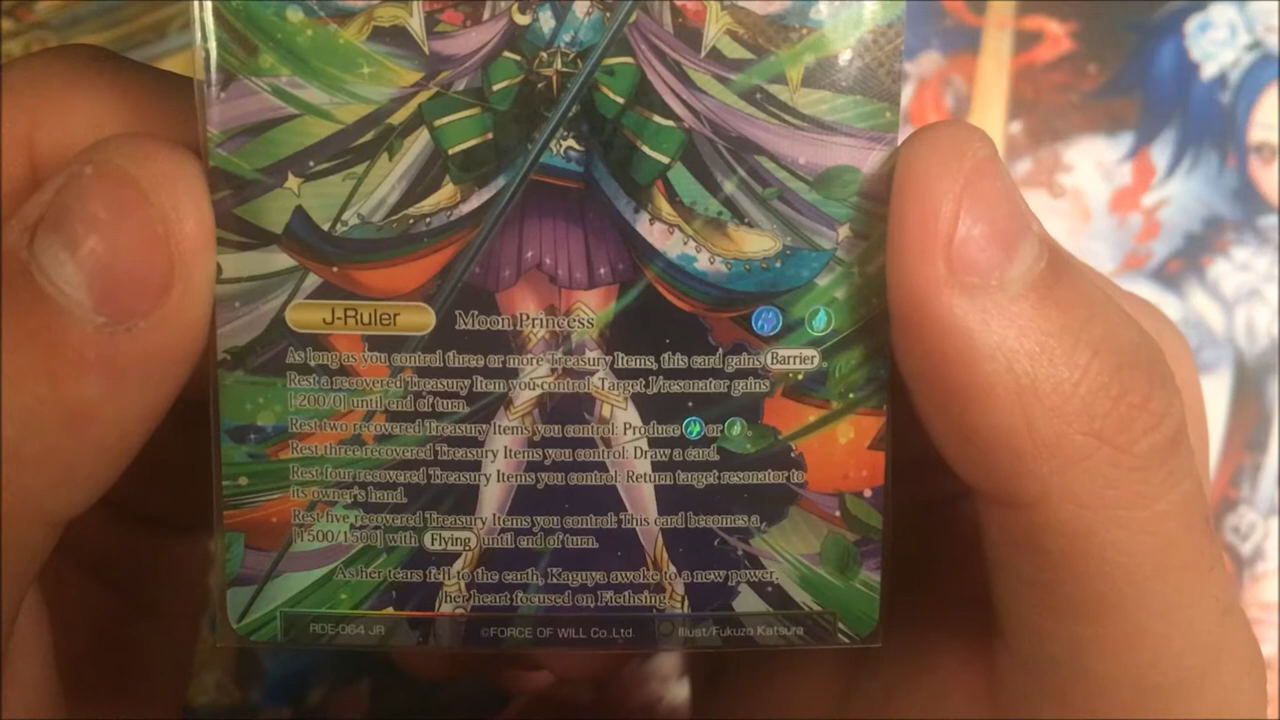 J-Ruler Moon Princess
As long as you control three or more Treasury Items, this card gains Barrier.
Rest a recovered Treasury Item you control: Target J/resonator gains
[-200/0] until end of turn.
Rest two recovered Treasury Items you control: Produce or .
Rest three recovered Treasury Items you control: Draw a card.
Rest four recovered Treasury Items you control: Return target resonator to
its owner's hand.
Rest five recovered Treasury Items you control: This card becomes a
[1500/1500] with Flying until end of turn.
As her tears fell to the earth, Kaguya awoke to a new power,
her heart focused on Fiethsing.
RDE-064 JR ©FORCE OF WILL Co.,Ltd. Illust/Fukuzo Katsura